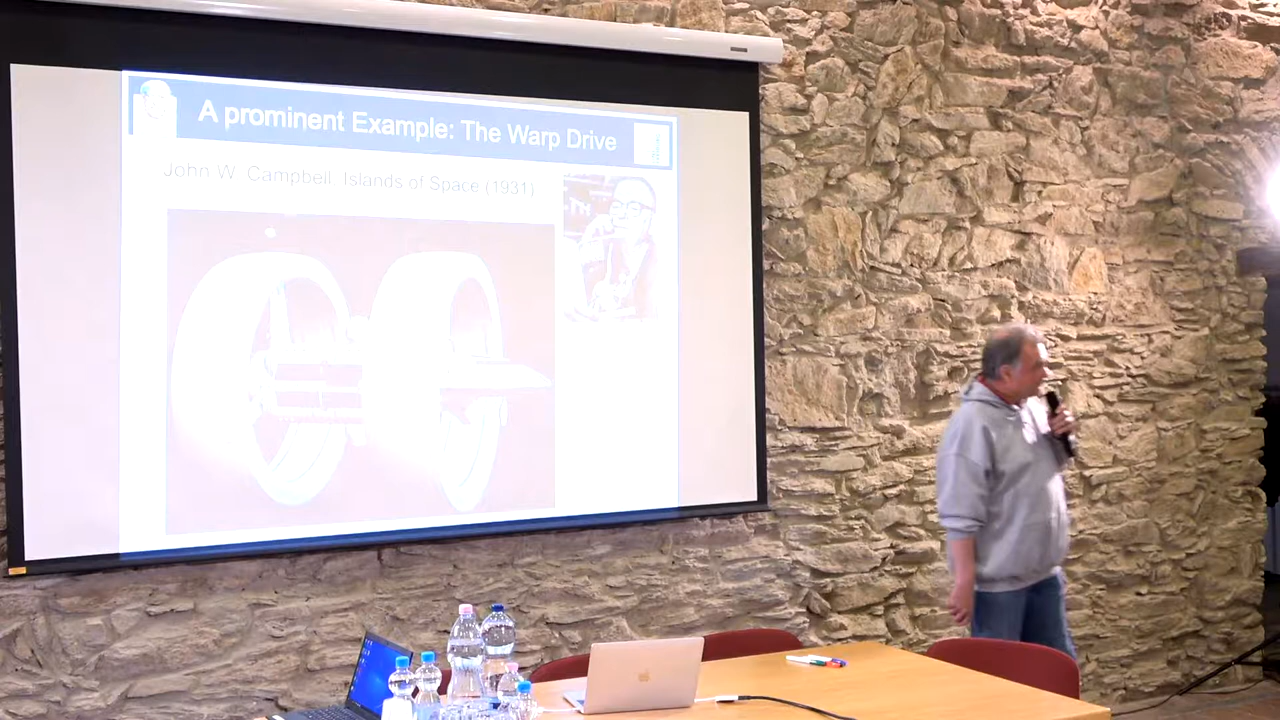 A prominent Example: The Warp Drive
John W. Campbell Islands of Space (1931)